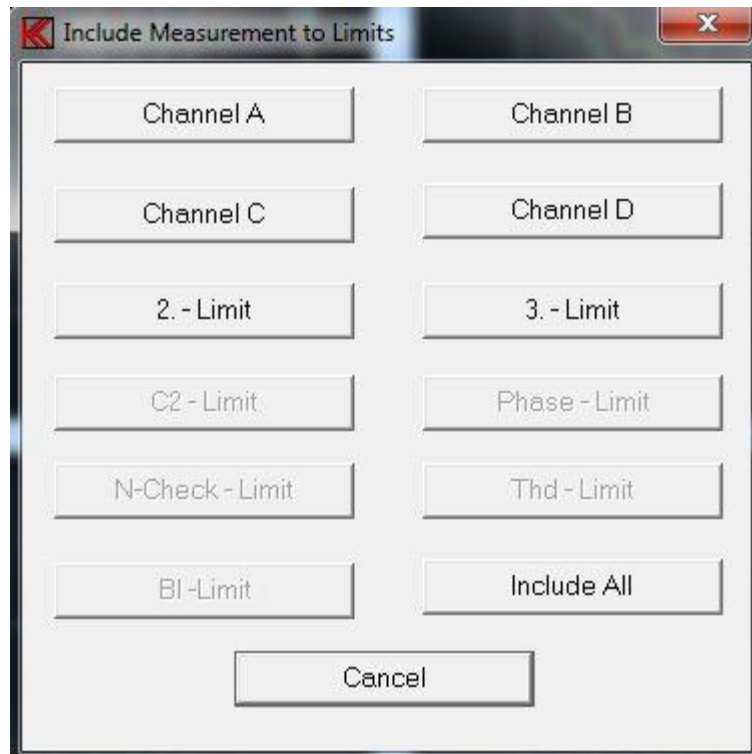 Include Measurement to Limits
Channel A
Channel B
Channel C
Channel D
2. - Limit
3. - Limit
C2 - Limit
Phase - Limit
N-Check - Limit
Thd - Limit
Bl -Limit
Include All
Cancel